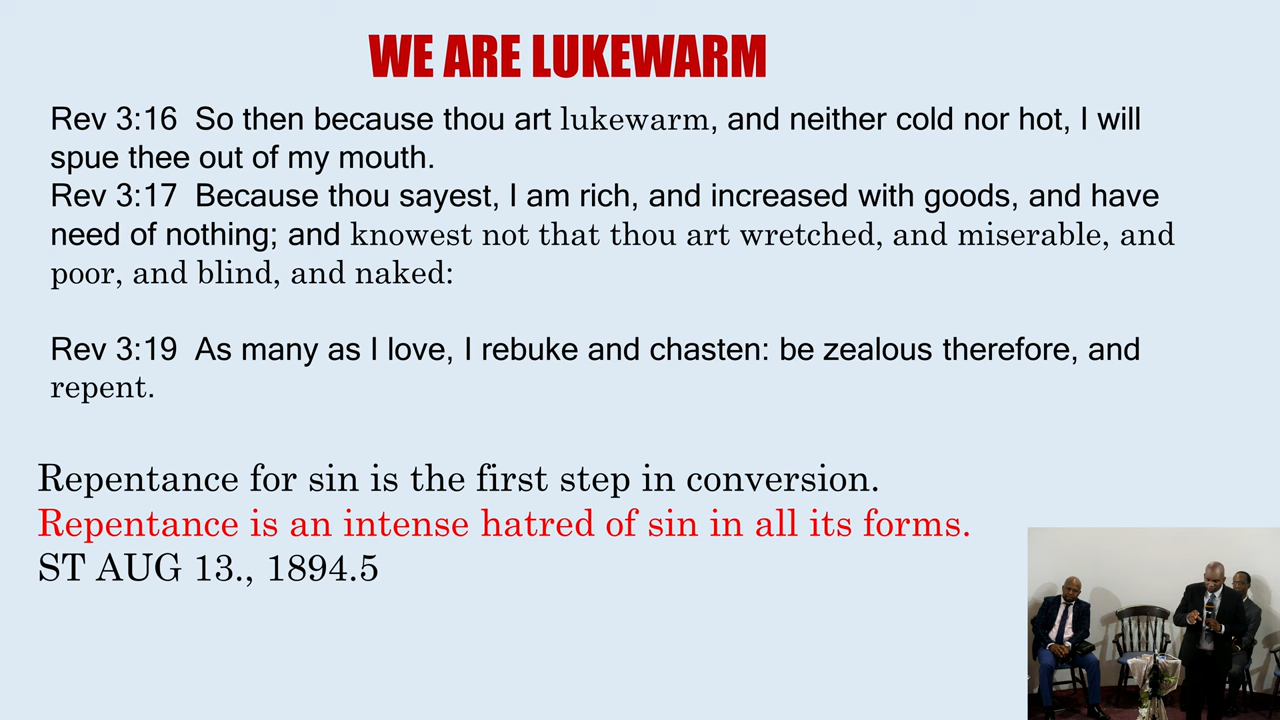 WE ARE LUKEWARM
Rev 3:16  So then because thou art lukewarm, and neither cold nor hot, I will
spue thee out of my mouth.
Rev 3:17  Because thou sayest, I am rich, and increased with goods, and have
need of nothing; and knowest not that thou art wretched, and miserable, and
poor, and blind, and naked:
Rev 3:19  As many as I love, I rebuke and chasten: be zealous therefore, and
repent.
Repentance for sin is the first step in conversion.
Repentance is an intense hatred of sin in all its forms.
ST AUG 13., 1894.5